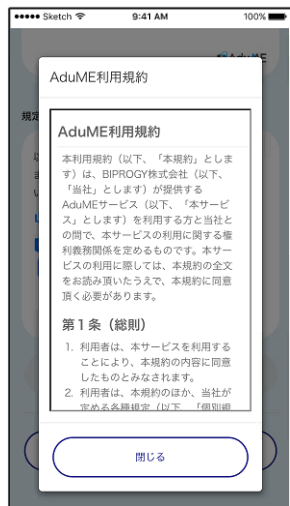 Sketch 9:41 AM 100%
AduME
AduME利用規約
規定
AduME利用規約
本利用規約（以下、「本規約」としま
す）は、BIPROGY株式会社（以下、
「当社」とします）が提供する
AduMEサービス（以下、「本サービ
ス」とします）を利用する方と当社と
の間で、本サービスの利用に関する権
利義務関係を定めるものです。本サー
ビスの利用に際しては、本規約の全文
をお読み頂いたうえで、本規約に同意
頂く必要があります。
第1条（総則）
1. 利用者は、本サービスを利用する
ことにより、本規約の内容に同意
したものとみなされます。
2. 利用者は、本規約のほか、当社が
定める各種規定（以下、「個別規
閉じる